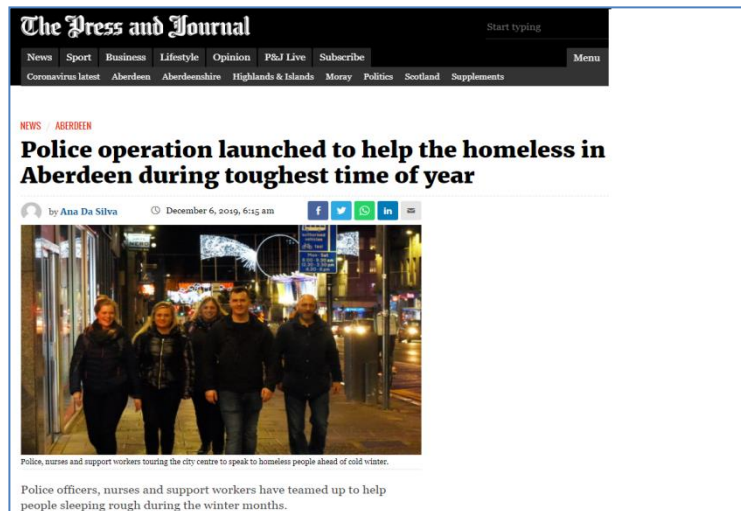 The Press and Journal
Start typing
News Sport Business Lifestyle Opinion P&J Live Subscribe Menu
Coronavirus latest Aberdeen Aberdeenshire Highlands & Islands Moray Politics Scotland Supplements
NEWS / ABERDEEN
Police operation launched to help the homeless in
Aberdeen during toughest time of year
by Ana Da Silva December 6, 2019, 6:15 am
Police, nurses and support workers touring the city centre to speak to homeless people ahead of cold winter.
Police officers, nurses and support workers have teamed up to help
people sleeping rough during the winter months.